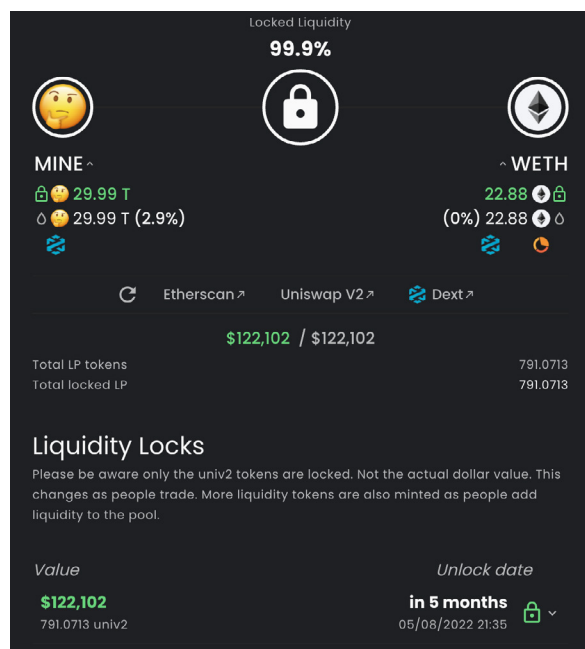 Locked Liquidity
99.9%
MINE ^ ^ WETH
29.99 T 22.88
29.99 T (2.9%) (0%) 22.88
Etherscan↗ Uniswap V2↗ Dext↗
$122,102 / $122,102
Total LP tokens 791.0713
Total locked LP 791.0713
Liquidity Locks
Please be aware only the univ2 tokens are locked. Not the actual dollar value. This
changes as people trade. More liquidity tokens are also minted as people add
liquidity to the pool.
Value Unlock date
$122,102 in 5 months
791.0713 univ2 05/08/2022 21:35